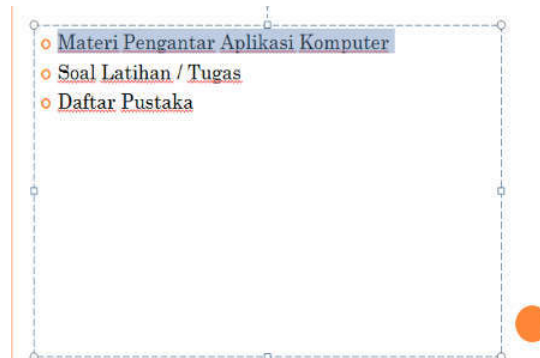 Materi Pengantar Aplikasi Komputer
Soal Latihan / Tugas
Daftar Pustaka